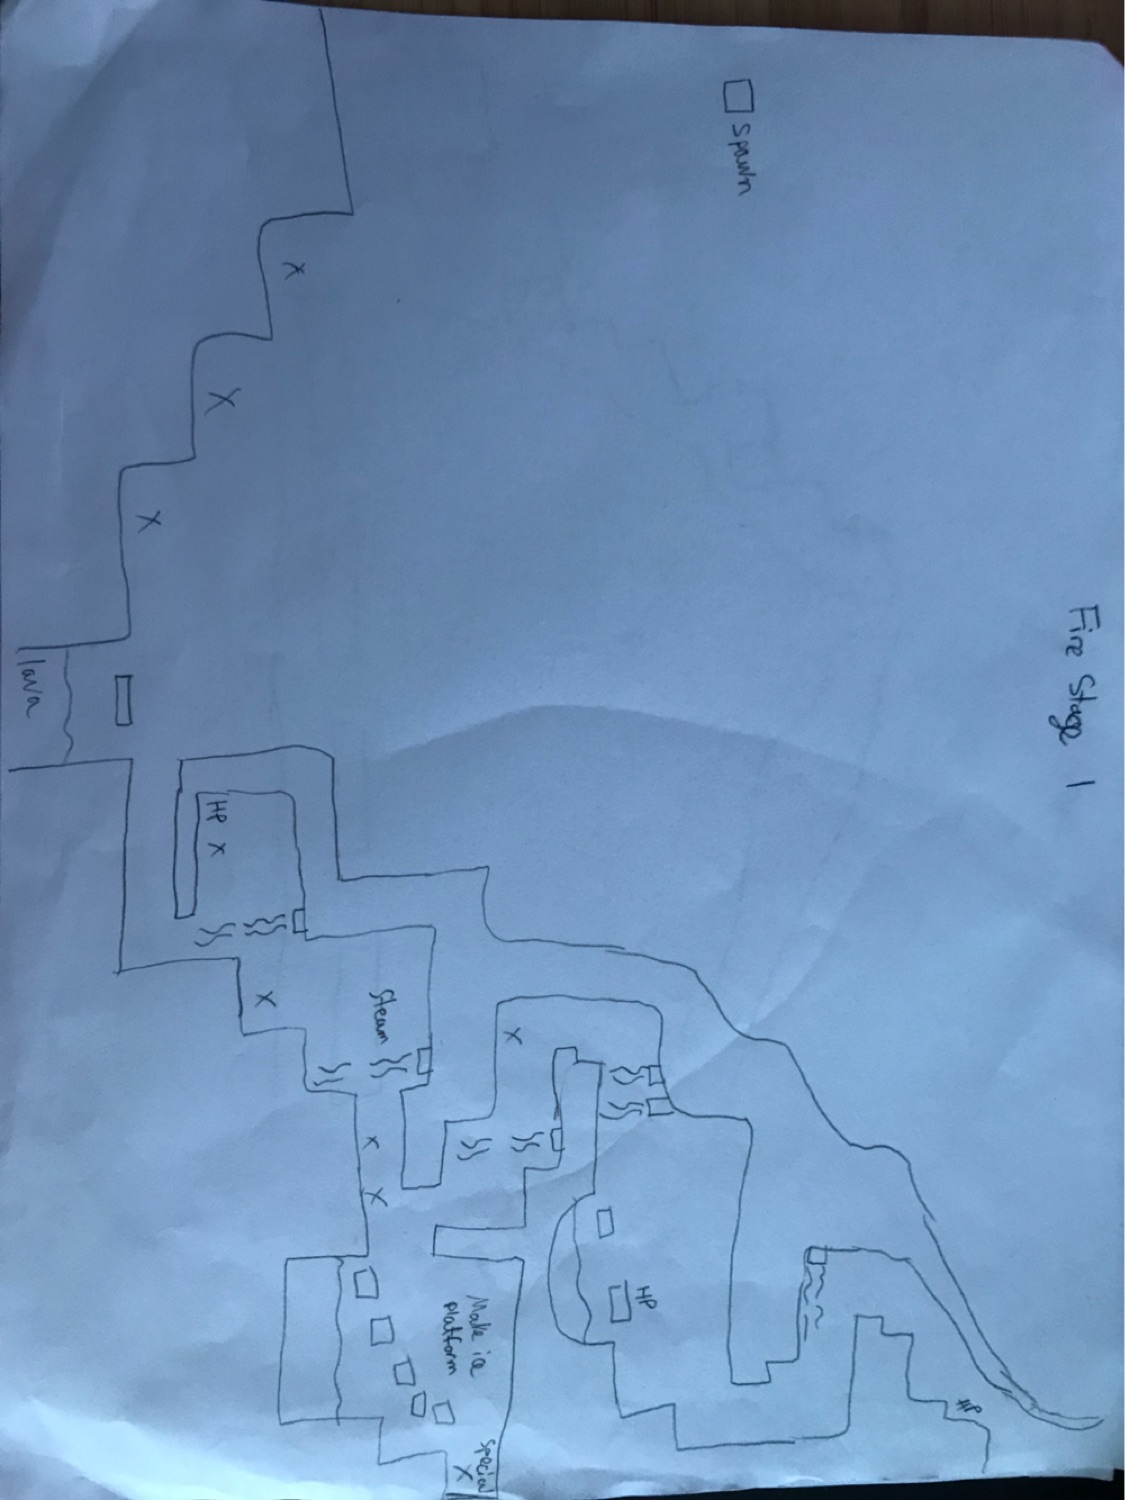 Fire Stage 1
HP
spawn
HP
x
Make ice
platform
Special
x
Steam
x x
x
x
x
HP x
x
lava